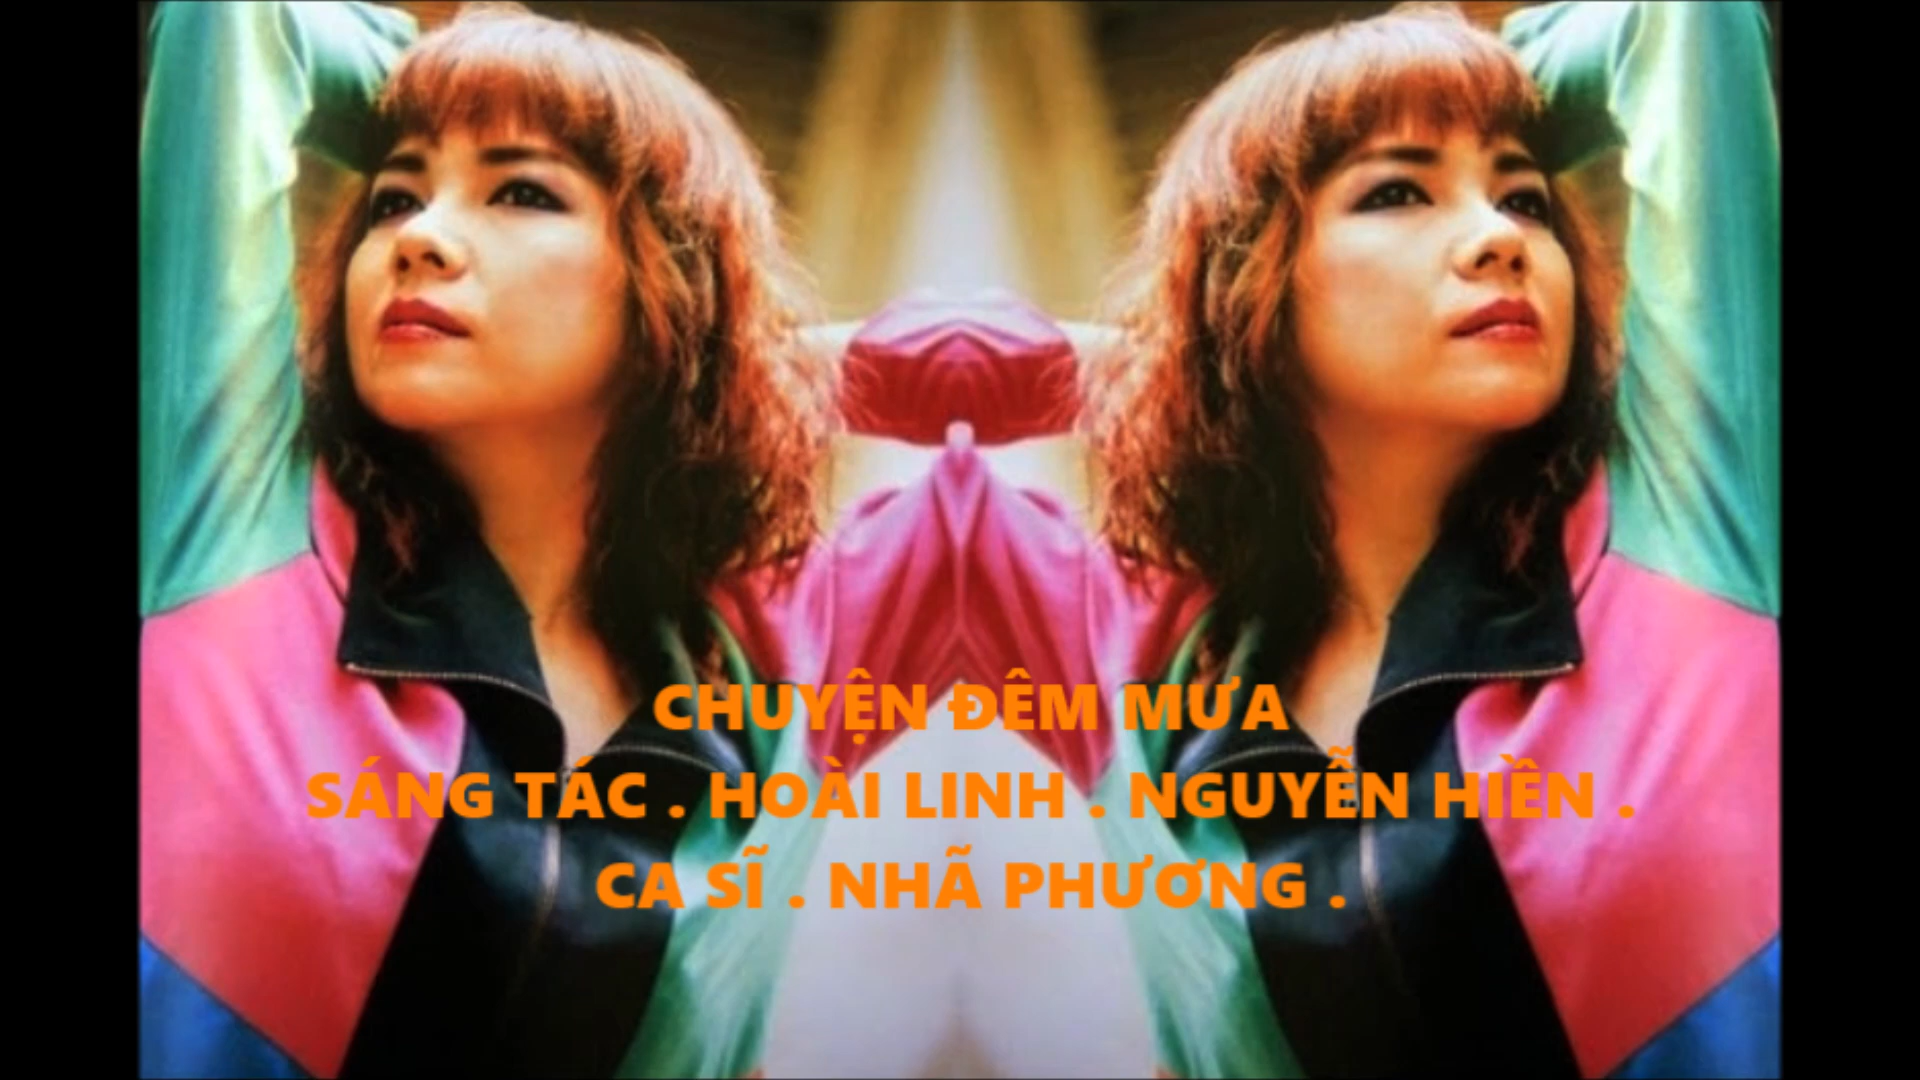 CHUYỆN ĐÊM MƯA
SÁNG TÁC . HOÀI LINH . NGUYỄN HIỀN .
CA SĨ . NHÃ PHƯƠNG .